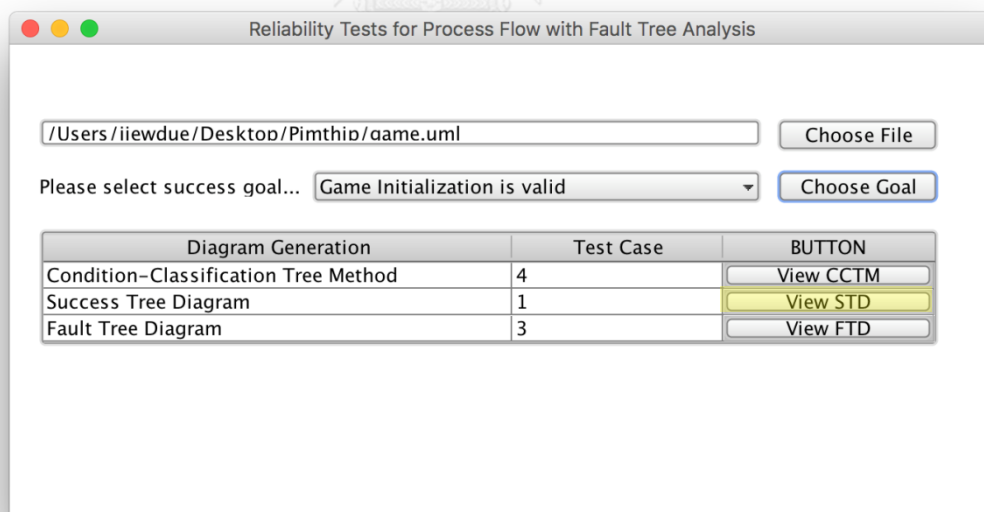 Reliability Tests for Process Flow with Fault Tree Analysis
/Users/jiewdue/Desktop/Pimthip/game.uml Choose File
Please select success goal... Game Initialization is valid Choose Goal
Diagram Generation Test Case BUTTON
Condition-Classification Tree Method 4 View CCTM
Success Tree Diagram 1 View STD
Fault Tree Diagram 3 View FTD